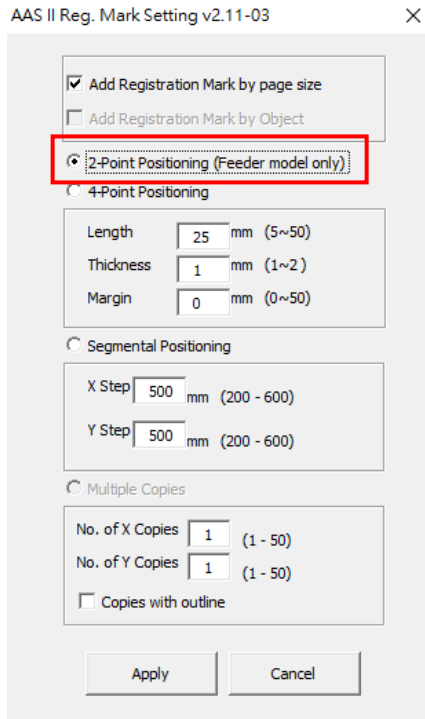 AAS II Reg. Mark Setting v2.11-03
Add Registration Mark by page size
Add Registration Mark by Object
2-Point Positioning (Feeder model only)
4-Point Positioning
Length 25 mm (5~50)
Thickness 1 mm (1~2 )
Margin 0 mm (0~50)
Segmental Positioning
X Step 500 mm (200 - 600)
Y Step 500 mm (200 - 600)
Multiple Copies
No. of X Copies 1 (1 - 50)
No. of Y Copies 1 (1 - 50)
Copies with outline
Apply Cancel